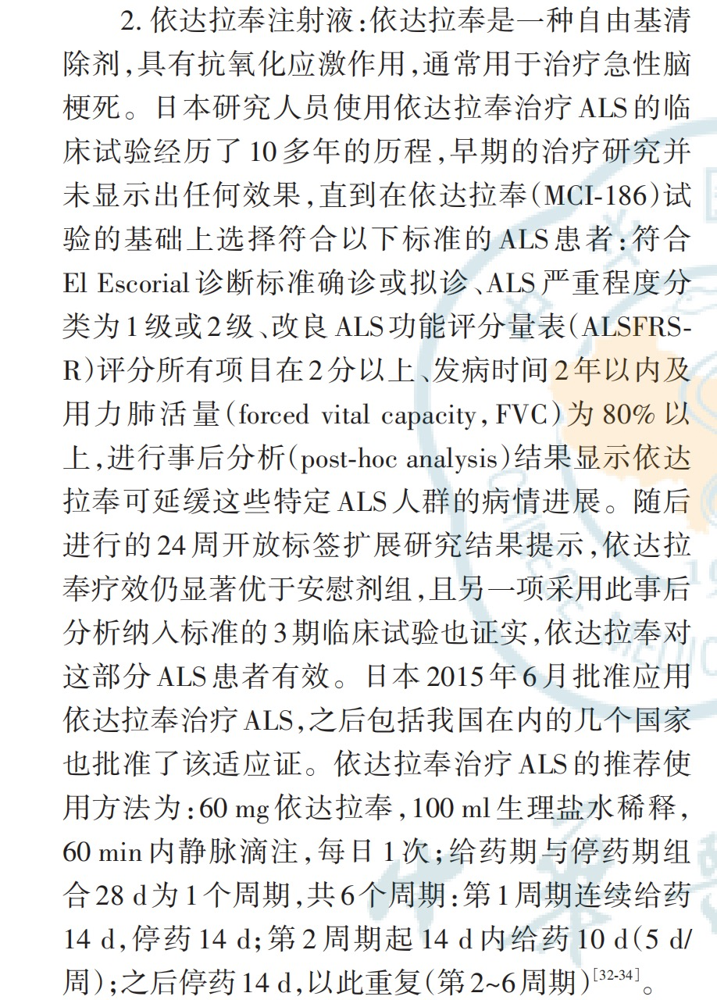 2. 依达拉奉注射液:依达拉奉是一种自由基清
除剂,具有抗氧化应激作用,通常用于治疗急性脑
梗死。日本研究人员使用依达拉奉治疗 ALS 的临
床试验经历了 10 多年的历程,早期的治疗研究并
未显示出任何效果,直到在依达拉奉(MCI-186)试
验的基础上选择符合以下标准的 ALS 患者:符合
El Escorial 诊断标准确诊或拟诊、ALS 严重程度分
类为 1 级或 2 级、改良 ALS 功能评分量表(ALSFRS-
R)评分所有项目在 2 分以上、发病时间 2 年以内及
用力肺活量(forced vital capacity, FVC)为 80% 以
上,进行事后分析(post-hoc analysis)结果显示依达
拉奉可延缓这些特定 ALS 人群的病情进展。随后
进行的 24 周开放标签扩展研究结果提示,依达拉
奉疗效仍显著优于安慰剂组,且另一项采用此事后
分析纳入标准的 3 期临床试验也证实,依达拉奉对
这部分 ALS 患者有效。日本 2015 年 6 月批准应用
依达拉奉治疗 ALS,之后包括我国在内的几个国家
也批准了该适应证。依达拉奉治疗 ALS 的推荐使
用方法为:60 mg 依达拉奉,100 ml 生理盐水稀释,
60 min 内静脉滴注,每日 1 次;给药期与停药期组
合 28 d 为 1 个周期,共 6 个周期:第 1 周期连续给药
14 d,停药 14 d;第 2 周期起 14 d 内给药 10 d(5 d/
周);之后停药 14 d,以此重复(第 2~6 周期)[32-34]。